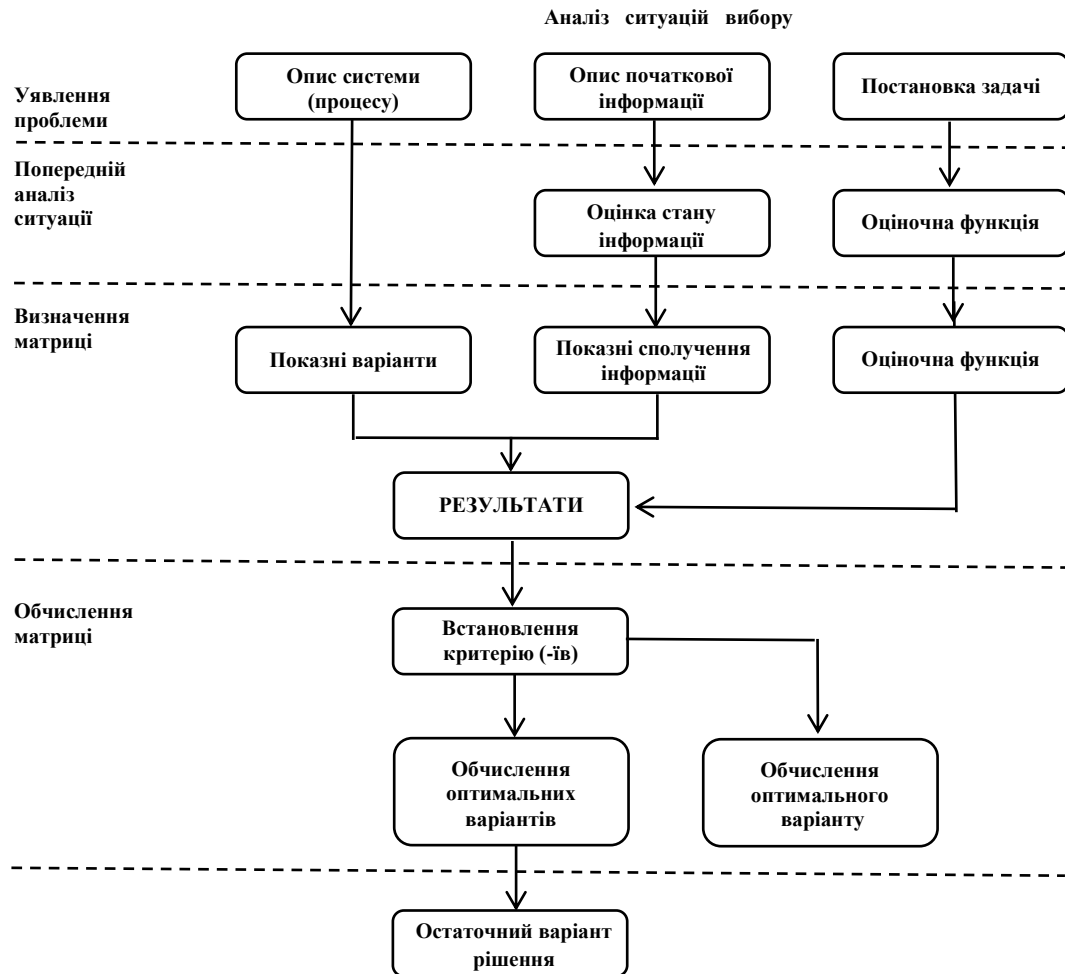 Аналіз ситуацій вибору
Опис системи
(процесу)
Опис початкової
інформації
Постановка задачі
Уявлення
проблеми
Попередній
аналіз
ситуації
Оцінка стану
інформації
Оціночна функція
Визначення
матриці
Показні варіанти
Показні сполучення
інформації
Оціночна функція
РЕЗУЛЬТАТИ
Обчислення
матриці
Встановлення
критерію (-їв)
Обчислення
оптимальних
варіантів
Обчислення
оптимального
варіанту
Остаточний варіант
рішення